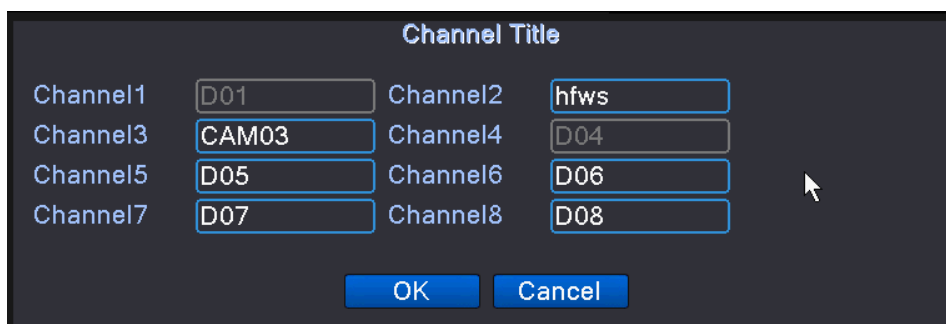 Channel Title
Channel1 D01 Channel2 hfws
Channel3 CAM03 Channel4 D04
Channel5 D05 Channel6 D06
Channel7 D07 Channel8 D08
OK Cancel